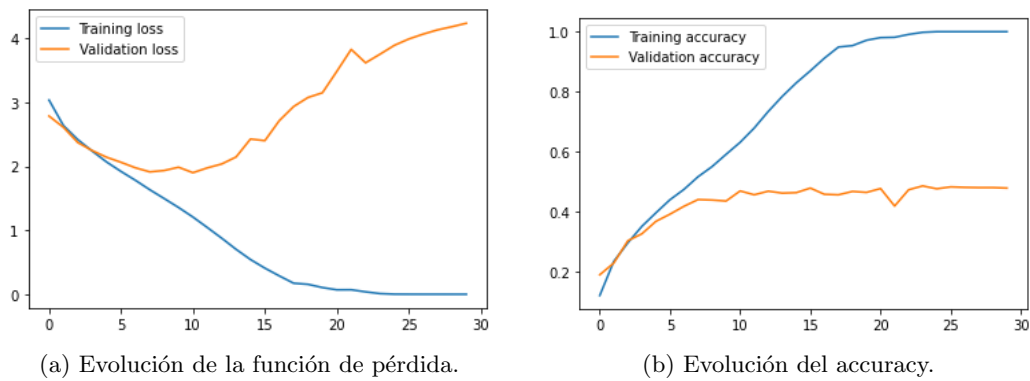 Training loss
Validation loss
4
3
2
1
0
0 5 10 15 20 25 30
(a) Evolución de la función de pérdida.
Training accuracy
Validation accuracy
1.0
0.8
0.6
0.4
0.2
0 5 10 15 20 25 30
(b) Evolución del accuracy.